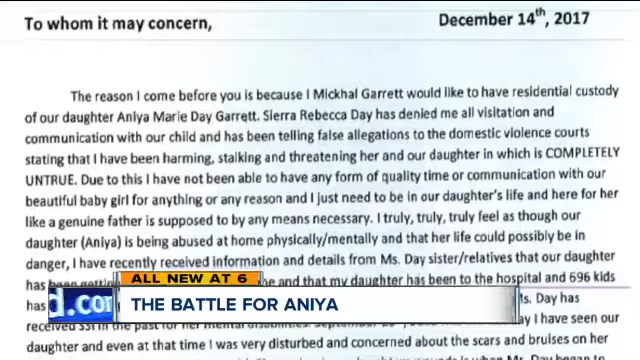 To whom it may concern, December 14th, 2017
The reason I come before you is because I Mickhal Garrett would like to have residential custody
of our daughter Aniya Marie Day Garrett. Sierra Rebecca Day has denied me all visitation and
communication with our child and has been telling false allegations to the domestic violence courts
stating that I have been harming, stalking and threatening her and our daughter in which is COMPLETELY
UNTRUE. Due to this I have not been able to have any form of quality time or communication with our
beautiful baby girl for anything or any reason and I just need to be in our daughter's life and here for her
like a genuine father is supposed to by any means necessary. I truly, truly, truly feel as though our
daughter (Aniya) is being abused at home physically/mentally and that her life could possibly be in
danger, I have recently received information and details from Ms. Day sister/relatives that our daughter
has been and that my daughter has been to the hospital and 696 kids
ALL NEW AT 6
has Ms. Day has
d.com THE BATTLE FOR ANIYA
received SSI in the past for her mental I have seen our
daughter and even at that time I was very disturbed and concerned about the scars and bruises on her